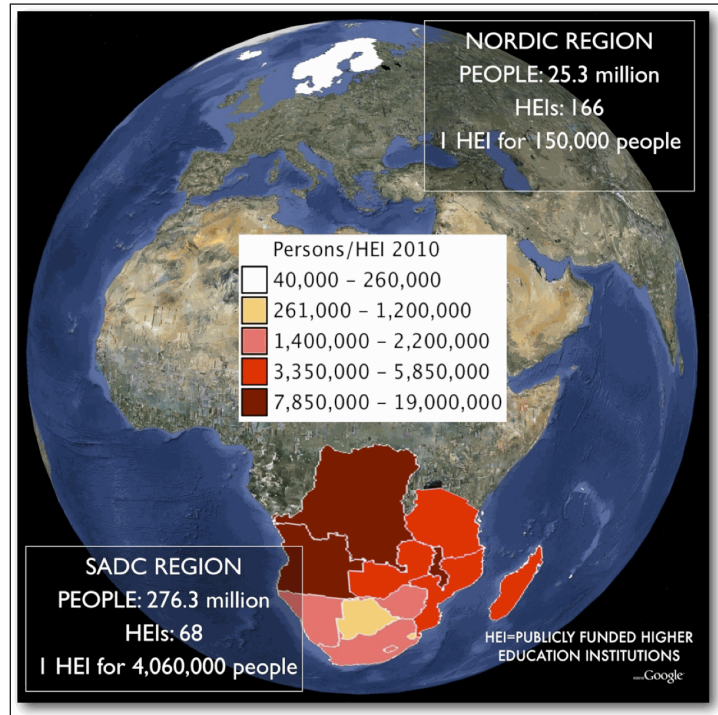 NORDIC REGION
PEOPLE: 25.3 million
HEIs: 166
1 HEI for 150,000 people
Persons/HEI 2010
40,000 – 260,000
261,000 – 1,200,000
1,400,000 – 2,200,000
3,350,000 – 5,850,000
7,850,000 – 19,000,000
SADC REGION
PEOPLE: 276.3 million
HEIs: 68
1 HEI for 4,060,000 people
HEI=PUBLICLY FUNDED HIGHER
EDUCATION INSTITUTIONS
Google